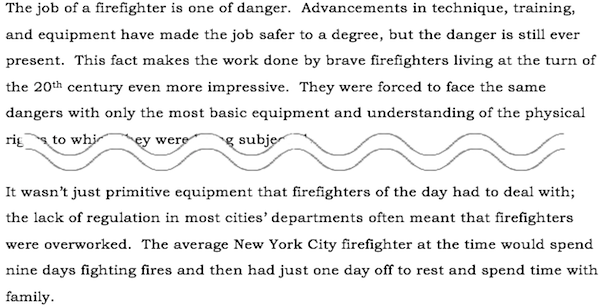 The job of a firefighter is one of danger. Advancements in technique, training,
and equipment have made the job safer to a degree, but the danger is still ever
present. This fact makes the work done by brave firefighters living at the turn of
the 20th century even more impressive. They were forced to face the same
dangers with only the most basic equipment and understanding of the physical
to were
It wasn't just primitive equipment that firefighters of the day had to deal with;
the lack of regulation in most cities' departments often meant that firefighters
were overworked. The average New York City firefighter at the time would spend
nine days fighting fires and then had just one day off to rest and spend time with
family.